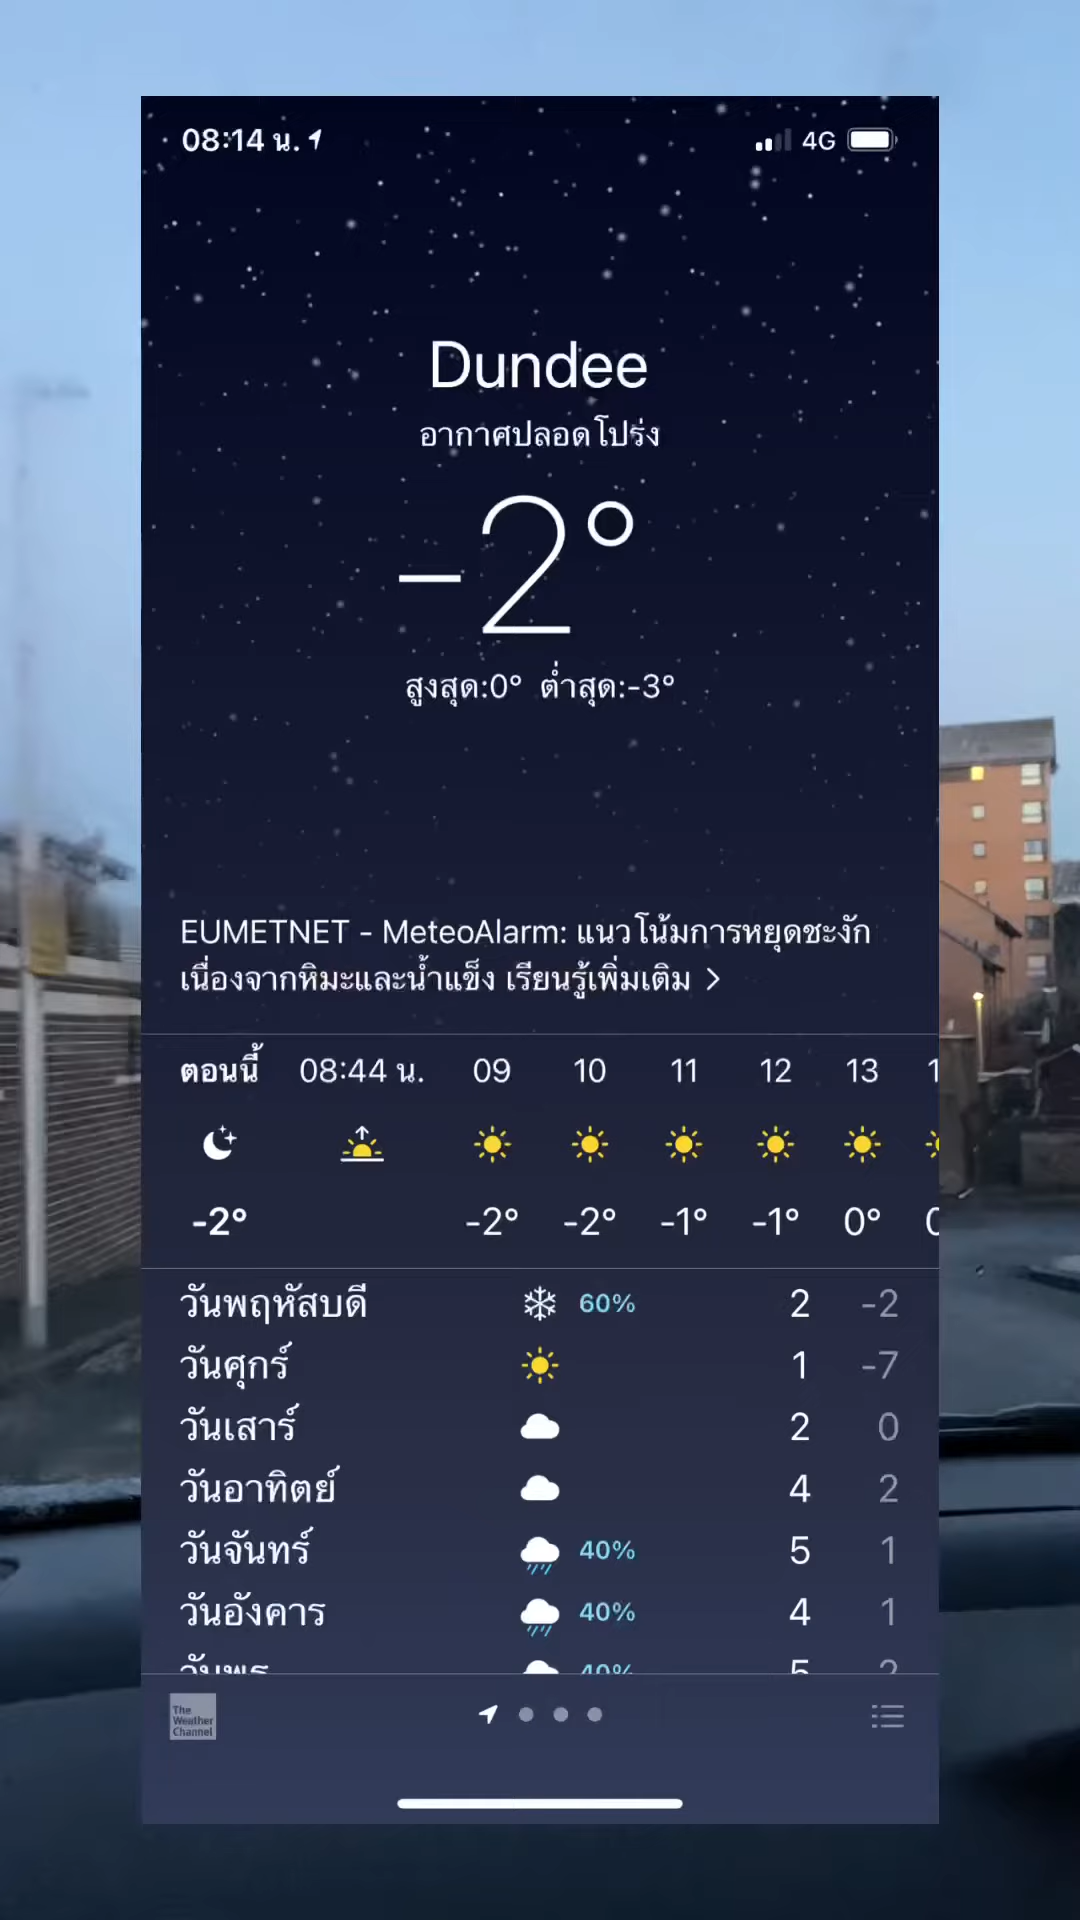 08:14 น.
4G
Dundee
อากาศปลอดโปร่ง
-2°
สูงสุด:0° ต่ำสุด:-3°
EUMETNET - MeteoAlarm: แนวโน้มการหยุดชะงัก
เนื่องจากหิมะและน้ำแข็ง เรียนรู้เพิ่มเติม >
ตอนนี้ 08:44 น. 09 10 11 12 13
-2° -2° -2° -1° -1° 0°
วันพฤหัสบดี 60% 2 -2
วันศุกร์ 1 -7
วันเสาร์ 2 0
วันอาทิตย์ 4 2
วันจันทร์ 40% 5 1
วันอังคาร 40% 4 1
The
Weather
Channel